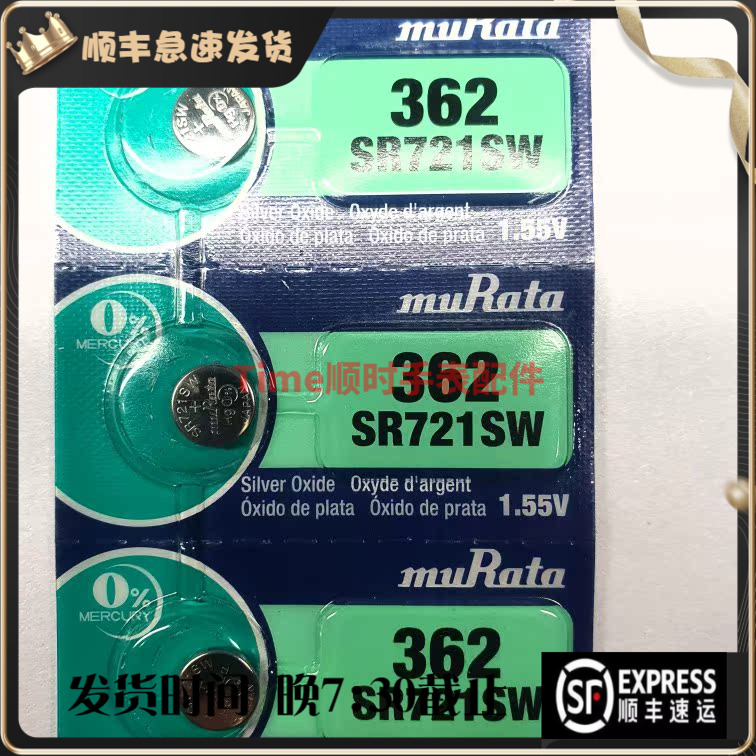 顺丰急速发货
muRata
362
SR721SW
Silver Oxide Oxyde d'argent
Óxido de plata Óxido de prata 1.55V
muRata
0%
MERCURY
362
Time顺时手表配件
SR721SW
SR721SW
Silver Oxide Oxyde d'argent
Óxido de plata Óxido de prata 1.55V
muRata
0%
MERCURY
362
SR721SW
发货时间 晚7:30截止
SF EXPRESS
顺丰速运